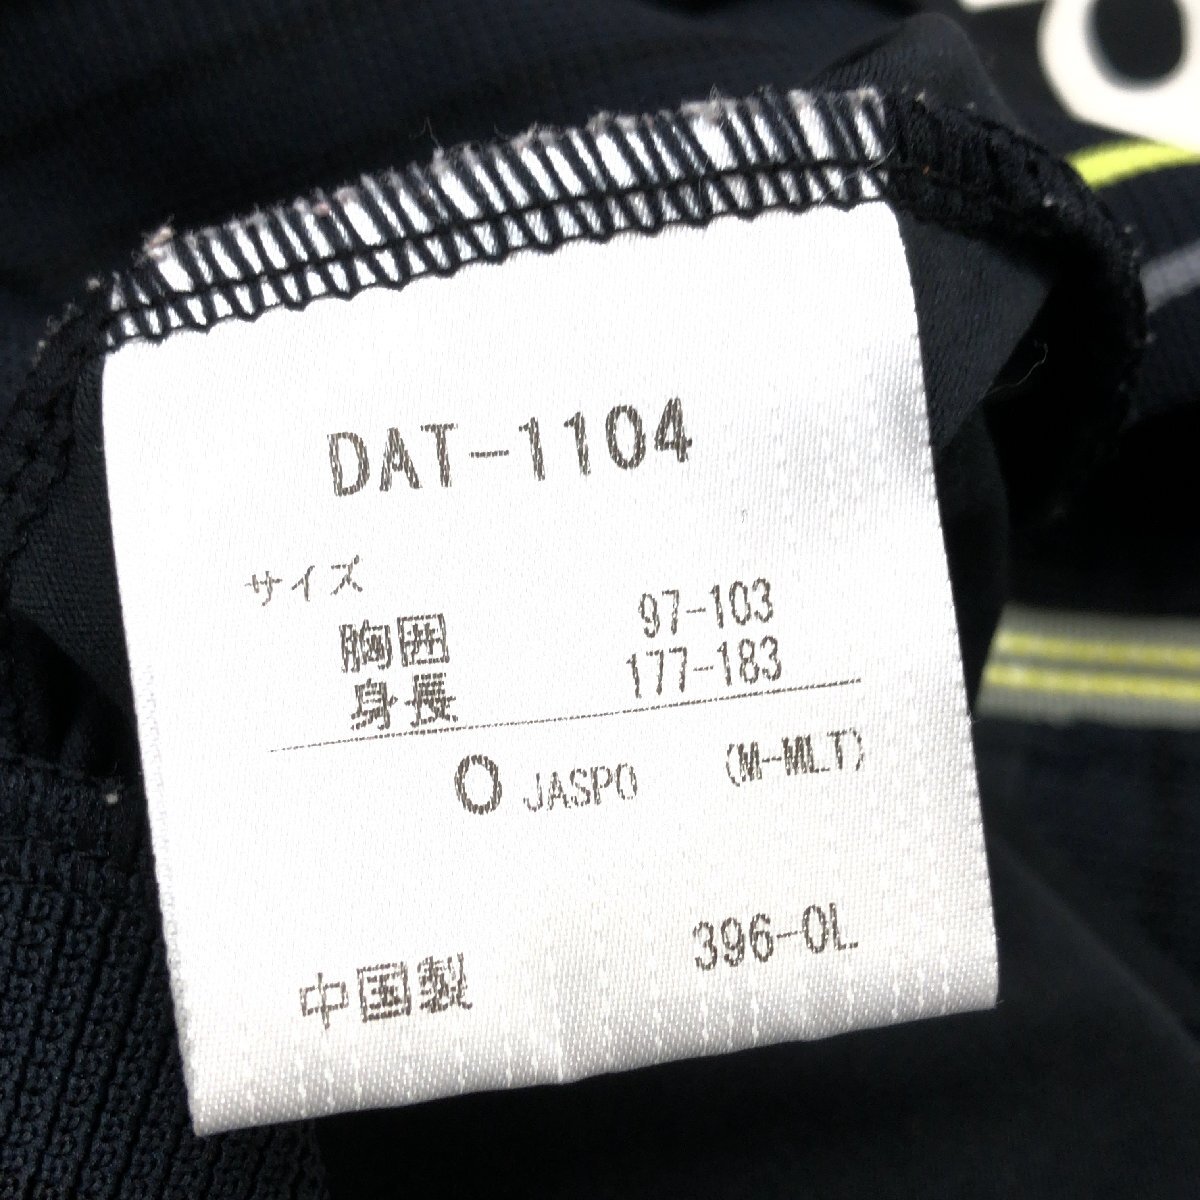 DAT-1104
サイズ
胸囲 97-103
身長 177-183
O JASPO (M-MLT)
396-OL
中国製